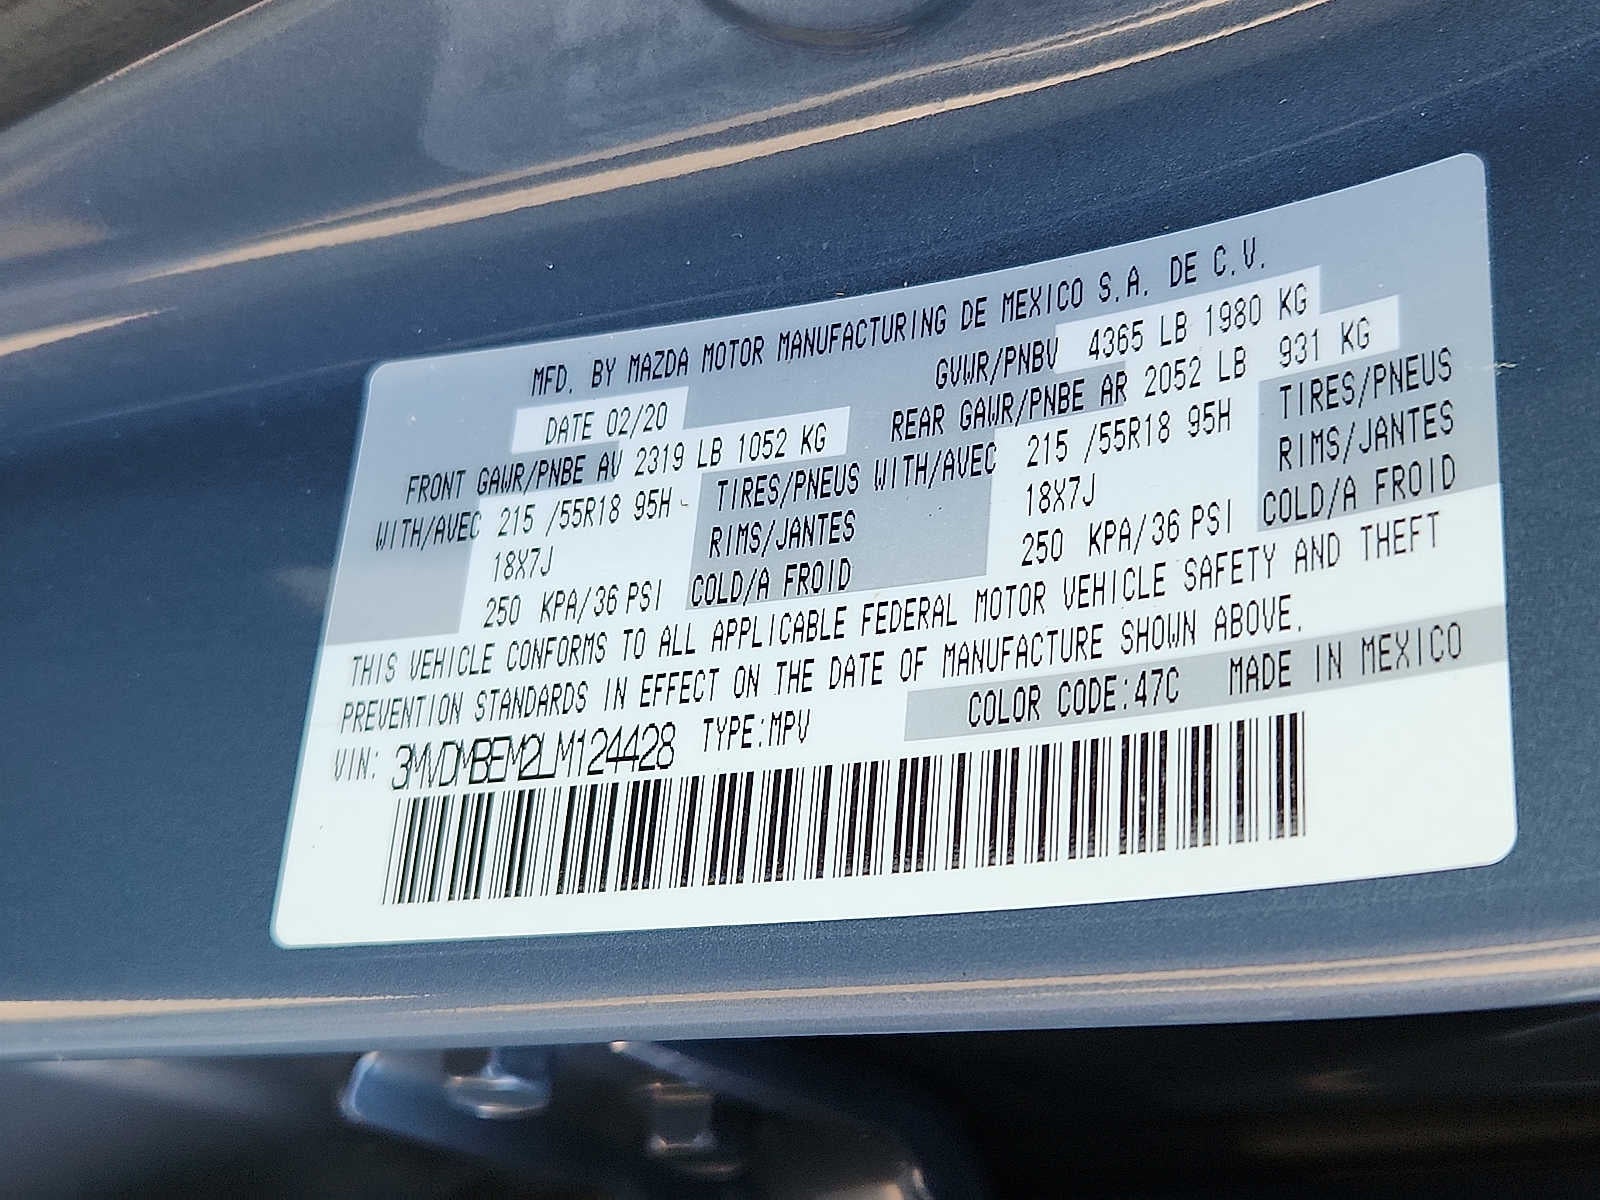 MFD. BY MAZDA MOTOR MANUFACTURING DE MEXICO S.A. DE C.V.
DATE 02/20 GVWR/PNBV 4365 LB 1980 KG
FRONT GAWR/PNBE AV 2319 LB 1052 KG REAR GAWR/PNBE AR 2052 LB 931 KG
WITH/AVEC 215 /55R18 95H TIRES/PNEUS WITH/AVEC 215 /55R18 95H TIRES/PNEUS
18X7J RIMS/JANTES 18X7J RIMS/JANTES
250 KPA/36 PSI COLD/A FROID 250 KPA/36 PSI COLD/A FROID
THIS VEHICLE CONFORMS TO ALL APPLICABLE FEDERAL MOTOR VEHICLE SAFETY AND THEFT
PREVENTION STANDARDS IN EFFECT ON THE DATE OF MANUFACTURE SHOWN ABOVE.
VIN: 3MVDMBEM2LM124428 TYPE:MPV COLOR CODE:47C MADE IN MEXICO